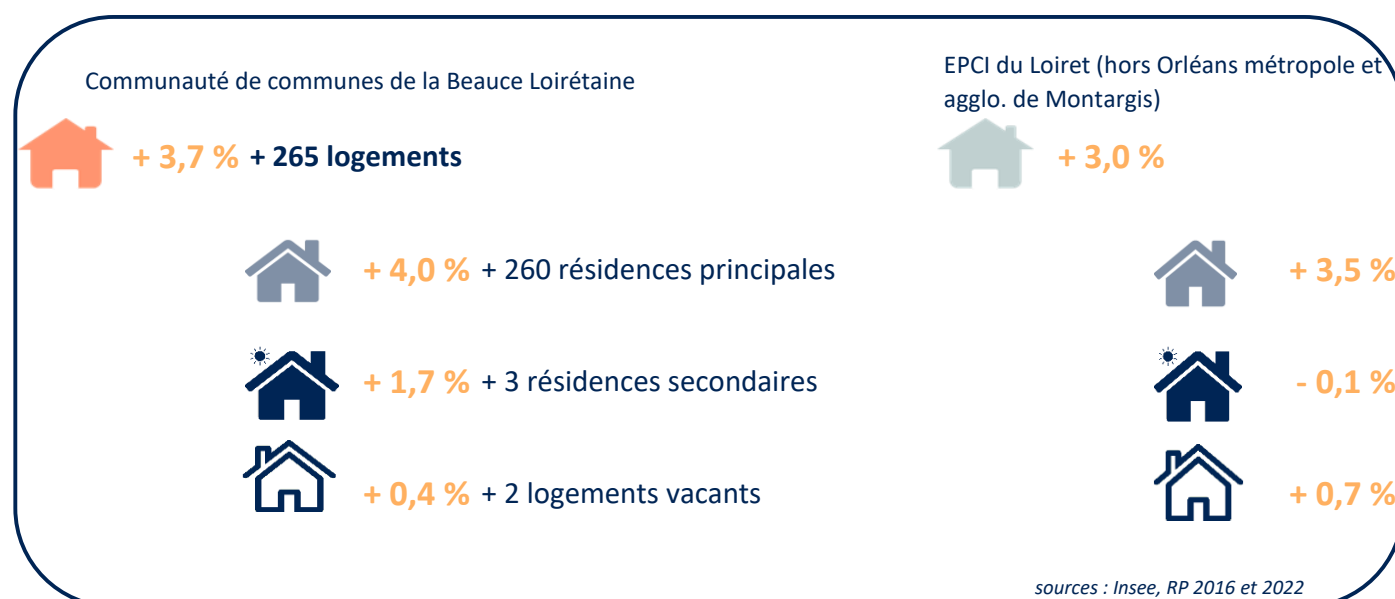 Communauté de communes de la Beauce Loirétaine
+ 3,7 % + 265 logements
+ 4,0 % + 260 résidences principales
+ 1,7 % + 3 résidences secondaires
+ 0,4 % + 2 logements vacants
EPCI du Loiret (hors Orléans métropole et
agglo. de Montargis)
+ 3,0 %
+ 3,5 %
- 0,1 %
+ 0,7 %
sources : Insee, RP 2016 et 2022